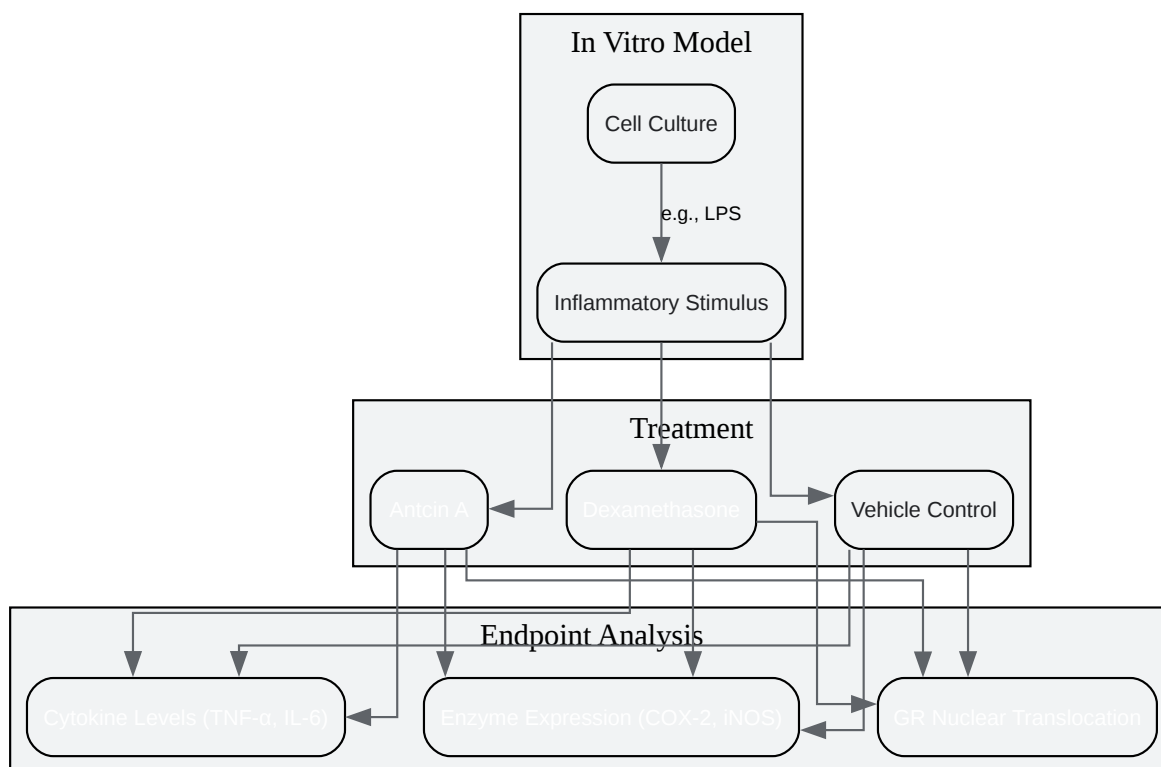 In Vitro Model
Cell Culture
e.g., LPS
Inflammatory Stimulus
Treatment
Antcin A
Dexamethasone
Vehicle Control
Endpoint Analysis
Cytokine Levels (TNF-α, IL-6)
Enzyme Expression (COX-2, iNOS)
GR Nuclear Translocation